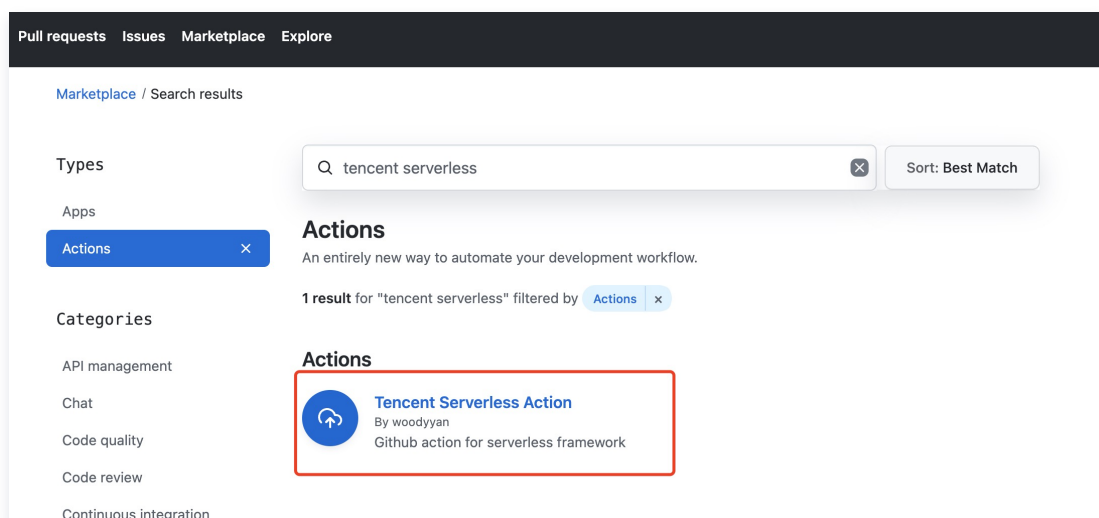 Pull requests Issues Marketplace Explore
Marketplace / Search results
Types
Apps
Actions
Categories
API management
Chat
Code quality
Code review
Continuous integration
tencent serverless
Sort: Best Match
Actions
An entirely new way to automate your development workflow.
1 result for "tencent serverless" filtered by Actions x
Actions
Tencent Serverless Action
By woodyyan
Github action for serverless framework